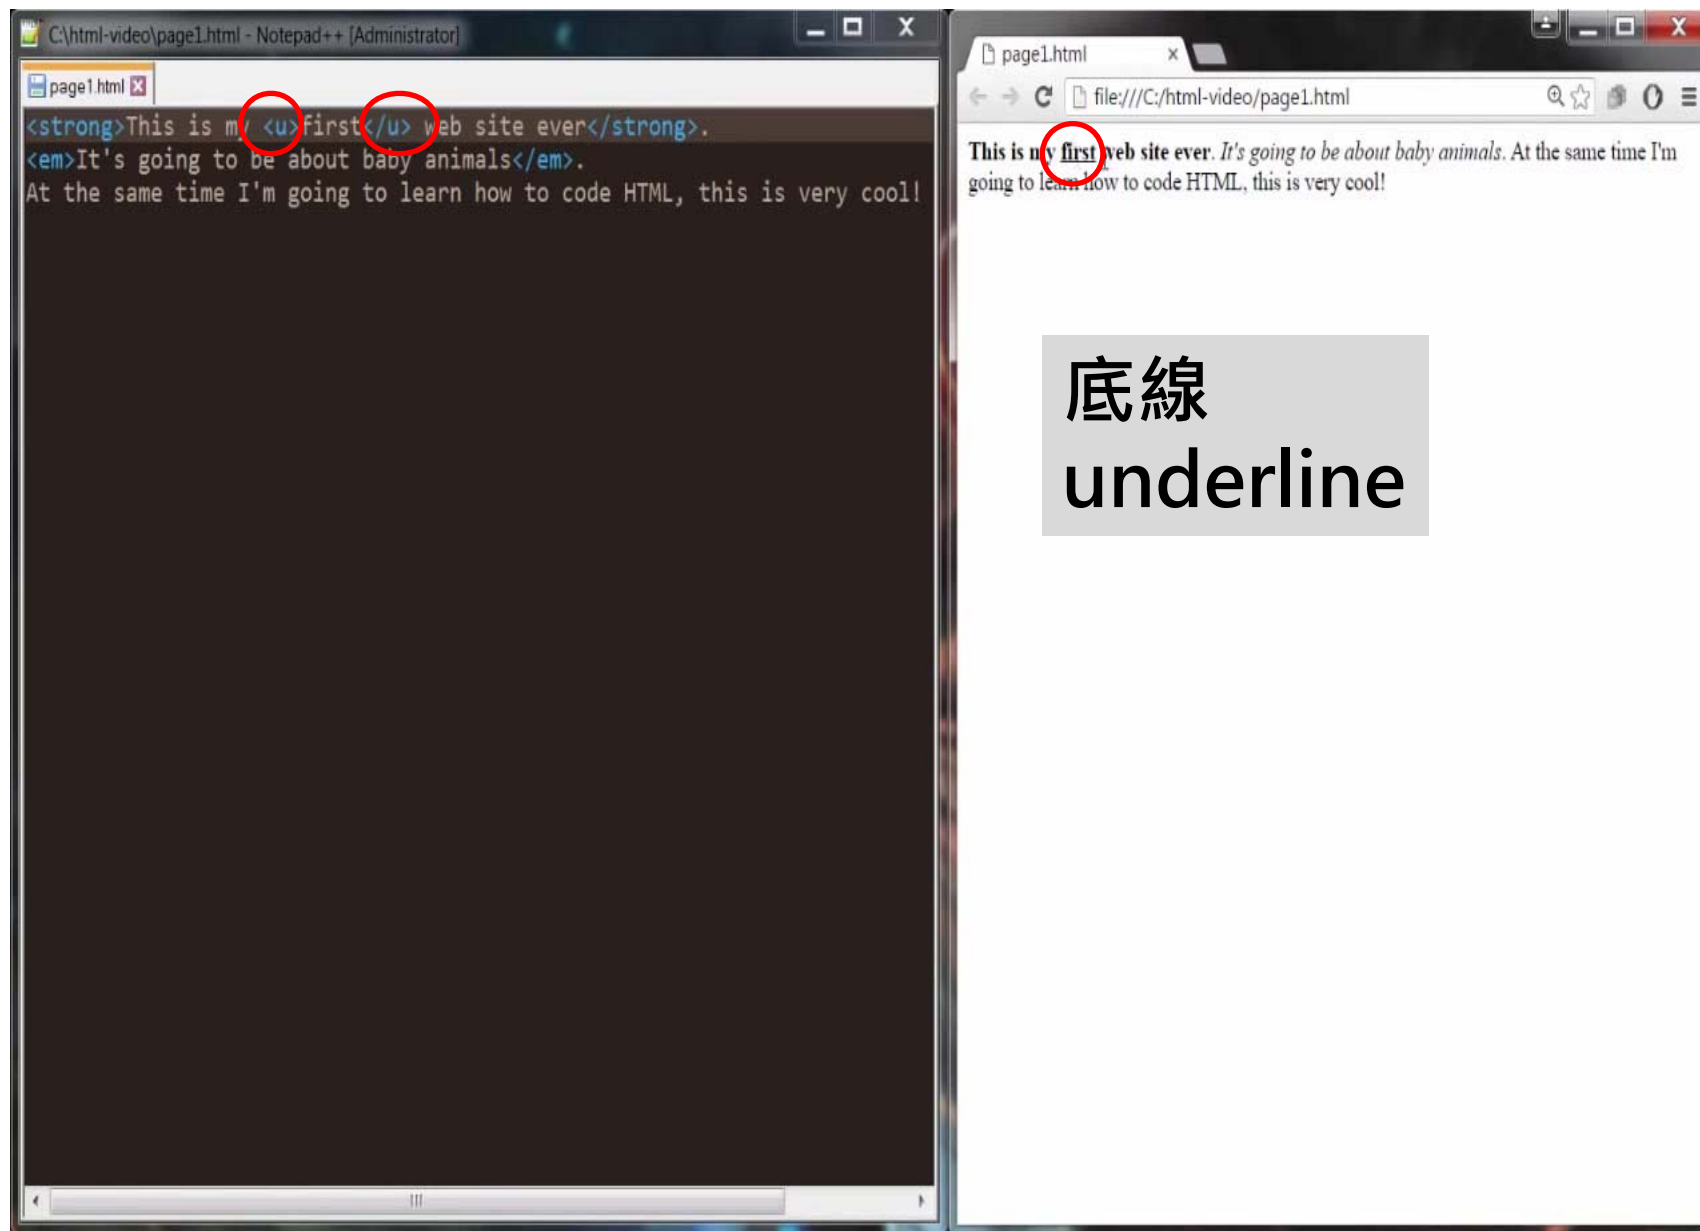 C:\html-video\page1.html - Notepad++ [Administrator]
page1.html
<strong>This is my <u>first</u> web site ever</strong>.
<em>It's going to be about baby animals</em>.
At the same time I'm going to learn how to code HTML, this is very cool!
page1.html
file:///C:/html-video/page1.html
This is my first web site ever. It's going to be about baby animals. At the same time I'm
going to learn how to code HTML, this is very cool!
底線
underline